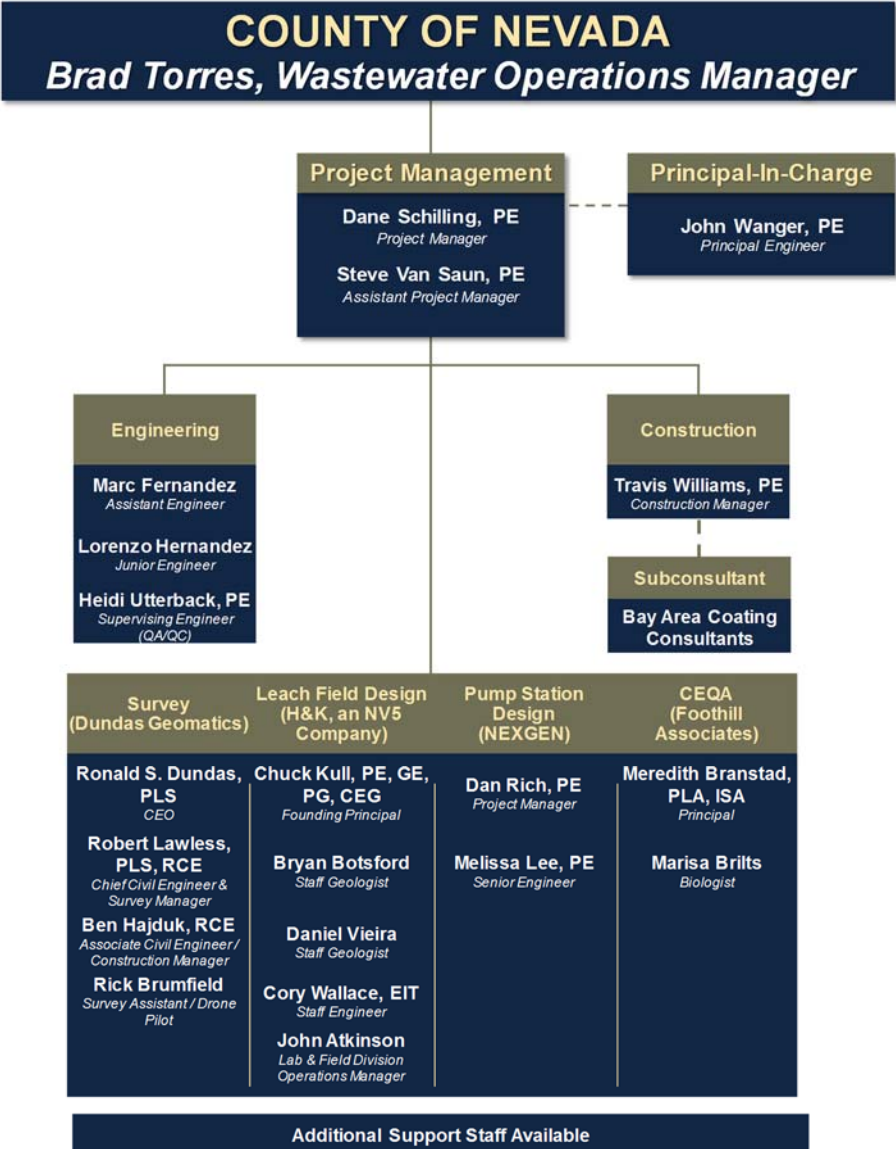 COUNTY OF NEVADA
Brad Torres, Wastewater Operations Manager
Project Management
Dane Schilling, PE
Project Manager
Steve Van Saun, PE
Assistant Project Manager
Principal-In-Charge
John Wanger, PE
Principal Engineer
Engineering
Marc Fernandez
Assistant Engineer
Lorenzo Hernandez
Junior Engineer
Heidi Utterback, PE
Supervising Engineer
(QA/QC)
Construction
Travis Williams, PE
Construction Manager
Subconsultant
Bay Area Coating
Consultants
Survey
(Dundas Geomatics)
Ronald S. Dundas,
PLS
CEO
Robert Lawless,
PLS, RCE
Chief Civil Engineer &
Survey Manager
Ben Hajduk, RCE
Associate Civil Engineer /
Construction Manager
Rick Brumfield
Survey Assistant / Drone
Pilot
Leach Field Design
(H&K, an NV5
Company)
Chuck Kull, PE, GE,
PG, CEG
Founding Principal
Bryan Botsford
Staff Geologist
Daniel Vieira
Staff Geologist
Cory Wallace, EIT
Staff Engineer
John Atkinson
Lab & Field Division
Operations Manager
Pump Station
Design
(NEXGEN)
Dan Rich, PE
Project Manager
Melissa Lee, PE
Senior Engineer
CEQA
(Foothill
Associates)
Meredith Branstad,
PLA, ISA
Principal
Marisa Brilts
Biologist
Additional Support Staff Available